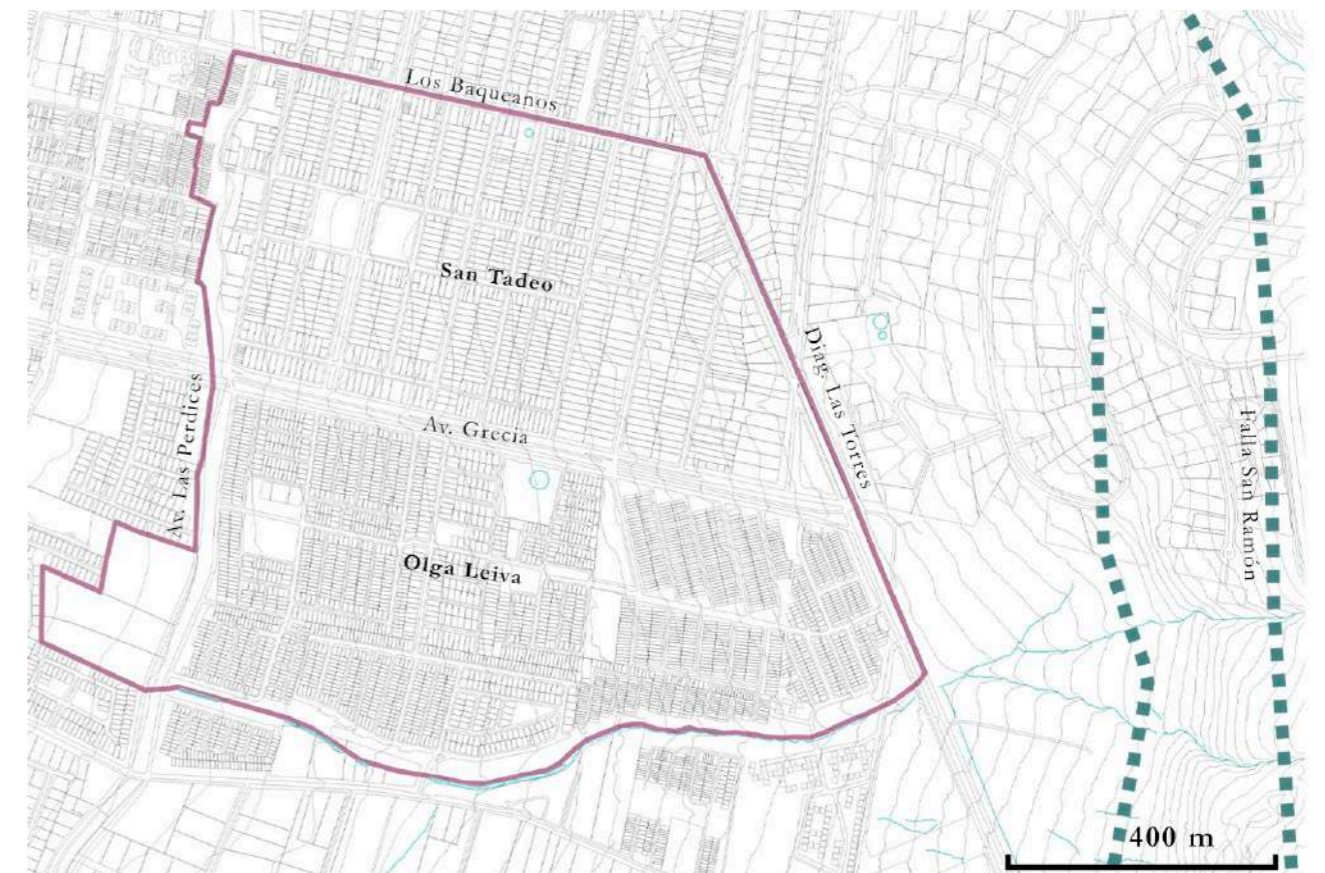 Los Baqueanos
San Tadeo
Diag. Las Torres
Av. Las Perdices
Av. Grecia
Falla San Ramón
Olga Leiva
400 m